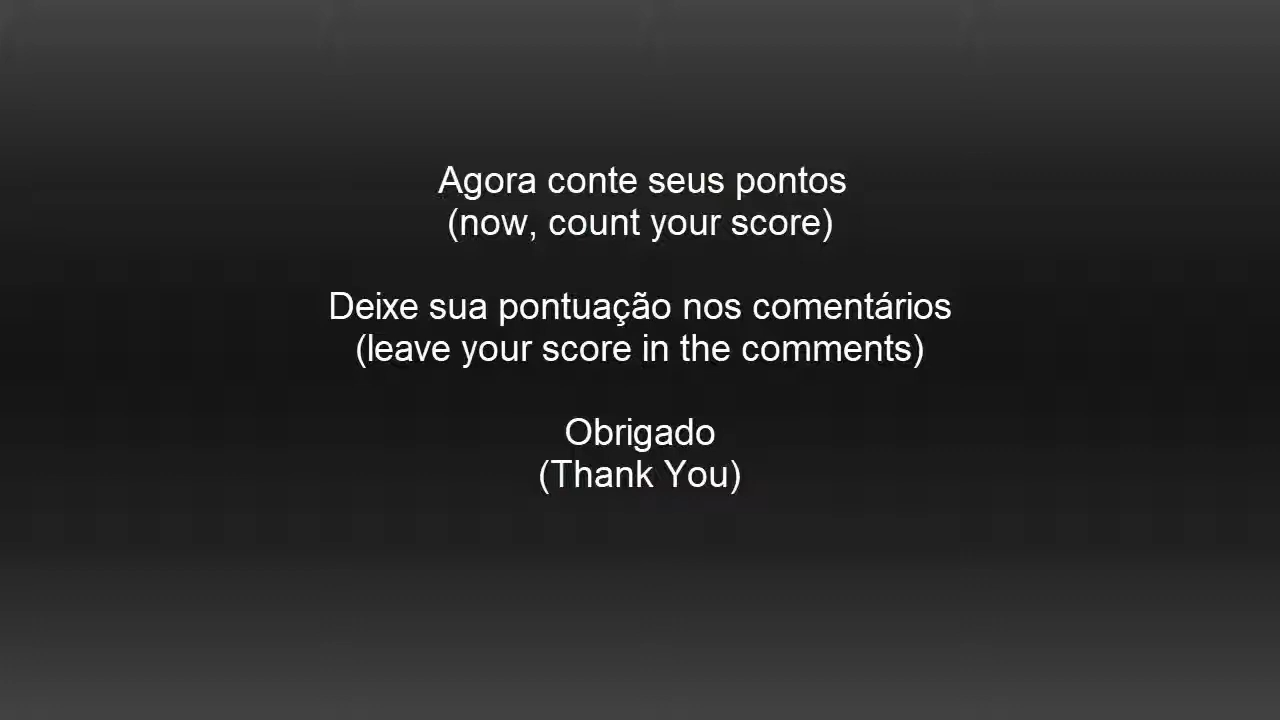 Agora conte seus pontos
(now, count your score)
Deixe sua pontuação nos comentários
(leave your score in the comments)
Obrigado
(Thank You)